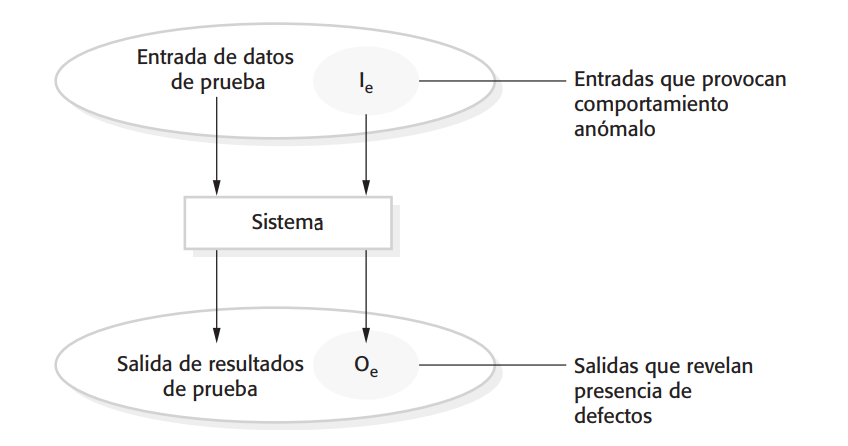 Entrada de datos
de prueba
Ie
Entradas que provocan
comportamiento
anómalo
Sistema
Salida de resultados
de prueba
Oe
Salidas que revelan
presencia de
defectos